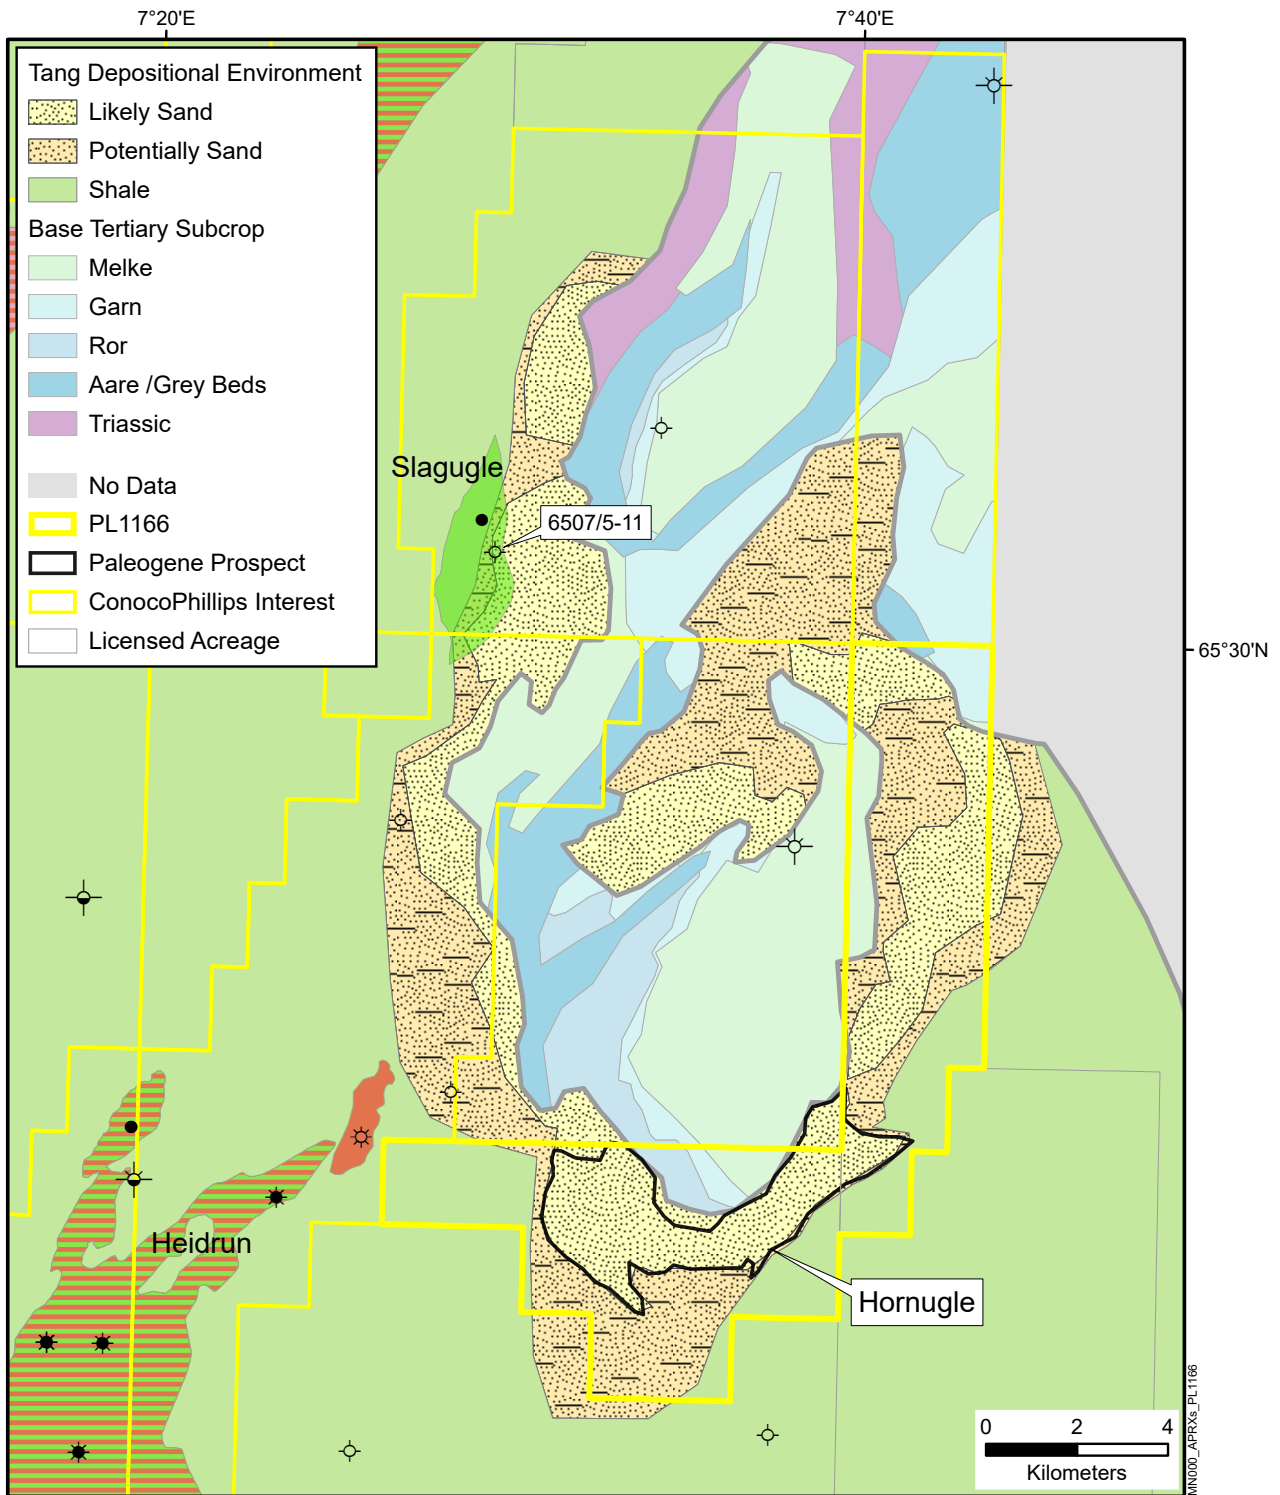 7°20'E
7°40'E
Tang Depositional Environment
Likely Sand
Potentially Sand
Shale
Base Tertiary Subcrop
Melke
Garn
Ror
Aare /Grey Beds
Triassic
No Data
PL1166
Paleogene Prospect
ConocoPhillips Interest
Licensed Acreage
Slagugle
6507/5-11
65°30'N
Heidrun
Hornugle
0 2 4
Kilometers
MN000_APRXs_PL1166